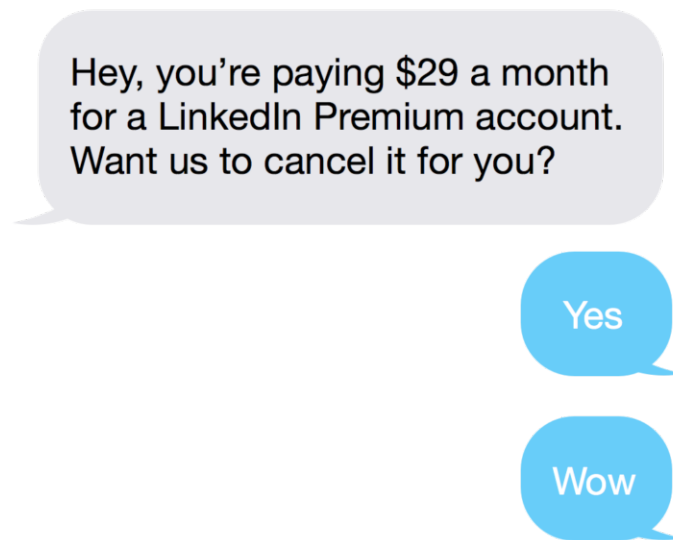 Hey, you’re paying $29 a month
for a LinkedIn Premium account.
Want us to cancel it for you?
Yes
Wow